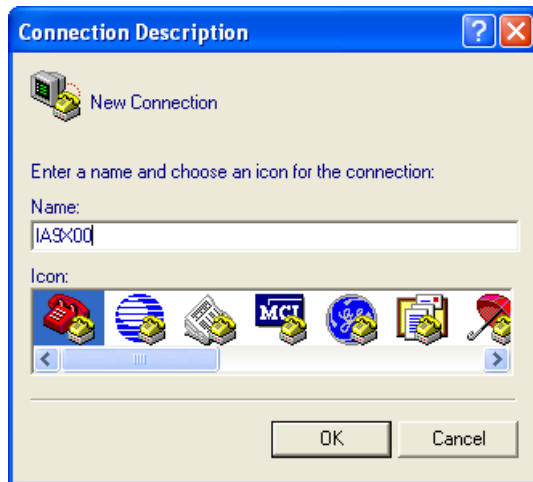 Connection Description
New Connection
Enter a name and choose an icon for the connection:
Name:
IA9X00
Icon:
MCI
OK
Cancel